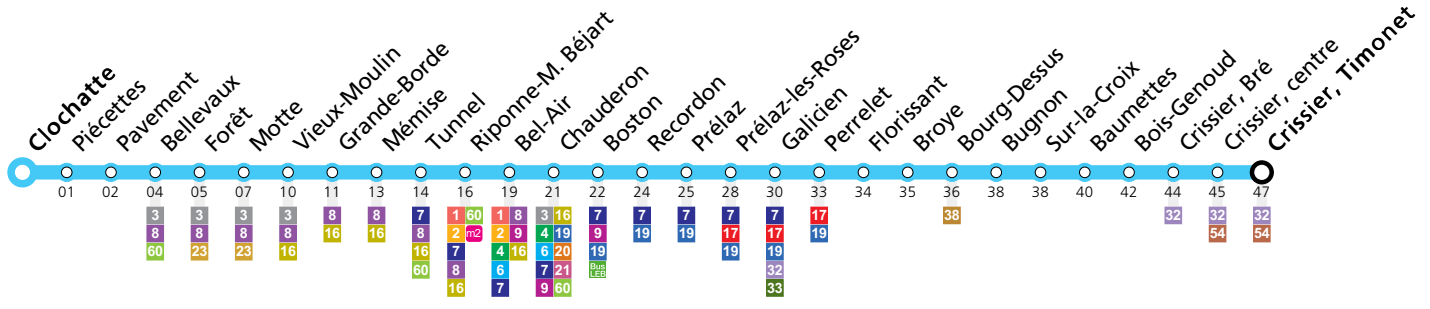 Clochatte
Piécettes
Pavement
Bellevaux
Forêt
Motte
Vieux-Moulin
Grande-Borde
Mémise
Tunnel
Riponne-M. Béjart
Bel-Air
Chauderon
Boston
Recordon
Prélaz
Prélaz-les-Roses
Galicien
Perrelet
Florissant
Broye
Bourg-Dessus
Bugnon
Sur-la-Croix
Baumettes
Bois-Genoud
Crissier, Bré
Crissier, centre
Crissier, Timonet
01 02 04 05 07 10 11 13 14 16 19 21 22 24 25 28 30 33 34 35 36 38 38 40 42 44 45 47
3 3 3 3 8 8 7 1 60 1 8 3 16 7 7 7 7 7 17 38 32 32 32
8 8 8 8 16 16 8 2 m2 2 9 4 19 9 19 19 17 17 19 54 54
60 23 23 16 16 7 4 16 6 20 19 19 19
60 8 6 7 21 Bus
LEB
32
16 7 9 60 33